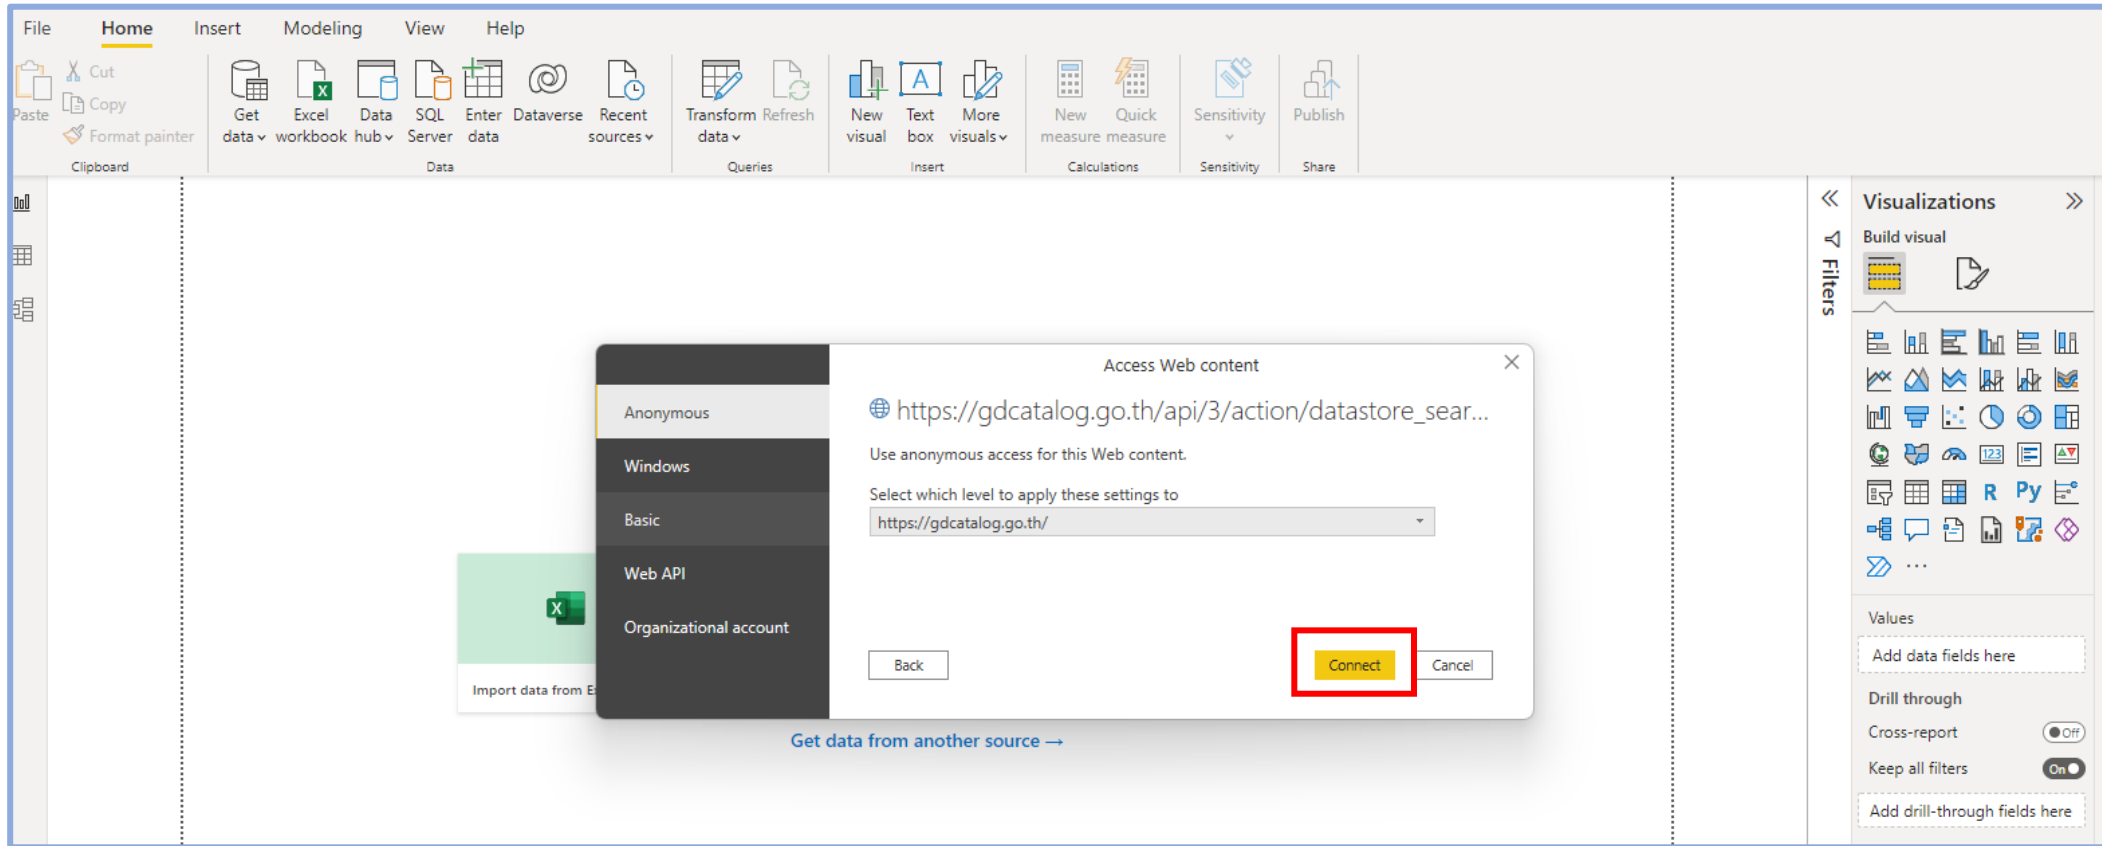 File Home Insert Modeling View Help
Paste
Cut
Copy
Format painter
Clipboard
Get data
Excel workbook
Data hub
SQL Server
Enter data
Dataverse
Recent sources
Data
Transform data
Refresh
Queries
New visual
Text box
More visuals
Insert
New measure
Quick measure
Calculations
Sensitivity
Sensitivity
Publish
Share
Filters
Visualizations
Build visual
123
R
Py
Values
Add data fields here
Drill through
Cross-report
Off
Keep all filters
On
Add drill-through fields here
Access Web content
Anonymous
Windows
Basic
Web API
Organizational account
https://gdcatalog.go.th/api/3/action/datastore_sear...
Use anonymous access for this Web content.
Select which level to apply these settings to
https://gdcatalog.go.th/
Back
Connect
Cancel
Import data from E
Get data from another source →